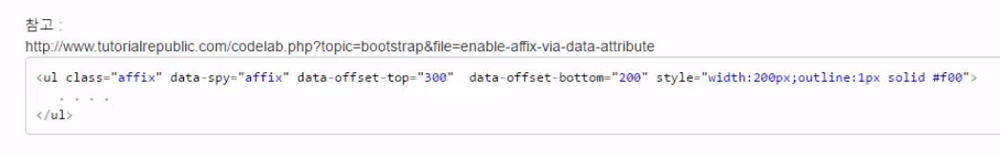 참고 :
http://www.tutorialrepublic.com/codelab.php?topic=bootstrap&file=enable-affix-via-data-attribute
<ul class="affix" data-spy="affix" data-offset-top="300"  data-offset-bottom="200" style="width:200px;outline:1px solid #f00">
. . . .
</ul>